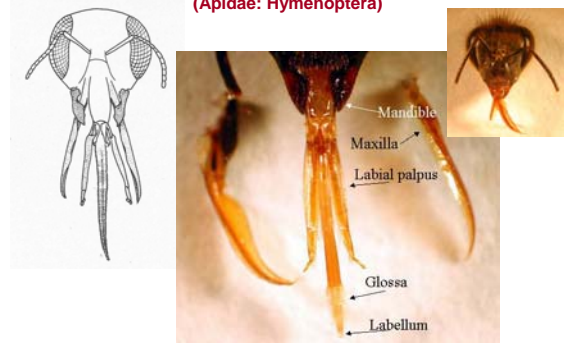 (Apidae: Hymenoptera)
Mandible
Maxilla
Labial palpus
Glossa
Labellum